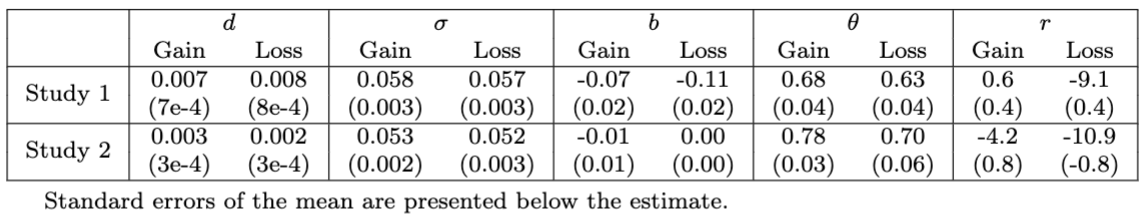 d σ b θ r
Gain Loss Gain Loss Gain Loss Gain Loss Gain Loss
Study 1 0.007 0.008 0.058 0.057 -0.07 -0.11 0.68 0.63 0.6 -9.1
(7e-4) (8e-4) (0.003) (0.003) (0.02) (0.02) (0.04) (0.04) (0.4) (0.4)
Study 2 0.003 0.002 0.053 0.052 -0.01 0.00 0.78 0.70 -4.2 -10.9
(3e-4) (3e-4) (0.002) (0.003) (0.01) (0.00) (0.03) (0.06) (0.8) (-0.8)
Standard errors of the mean are presented below the estimate.